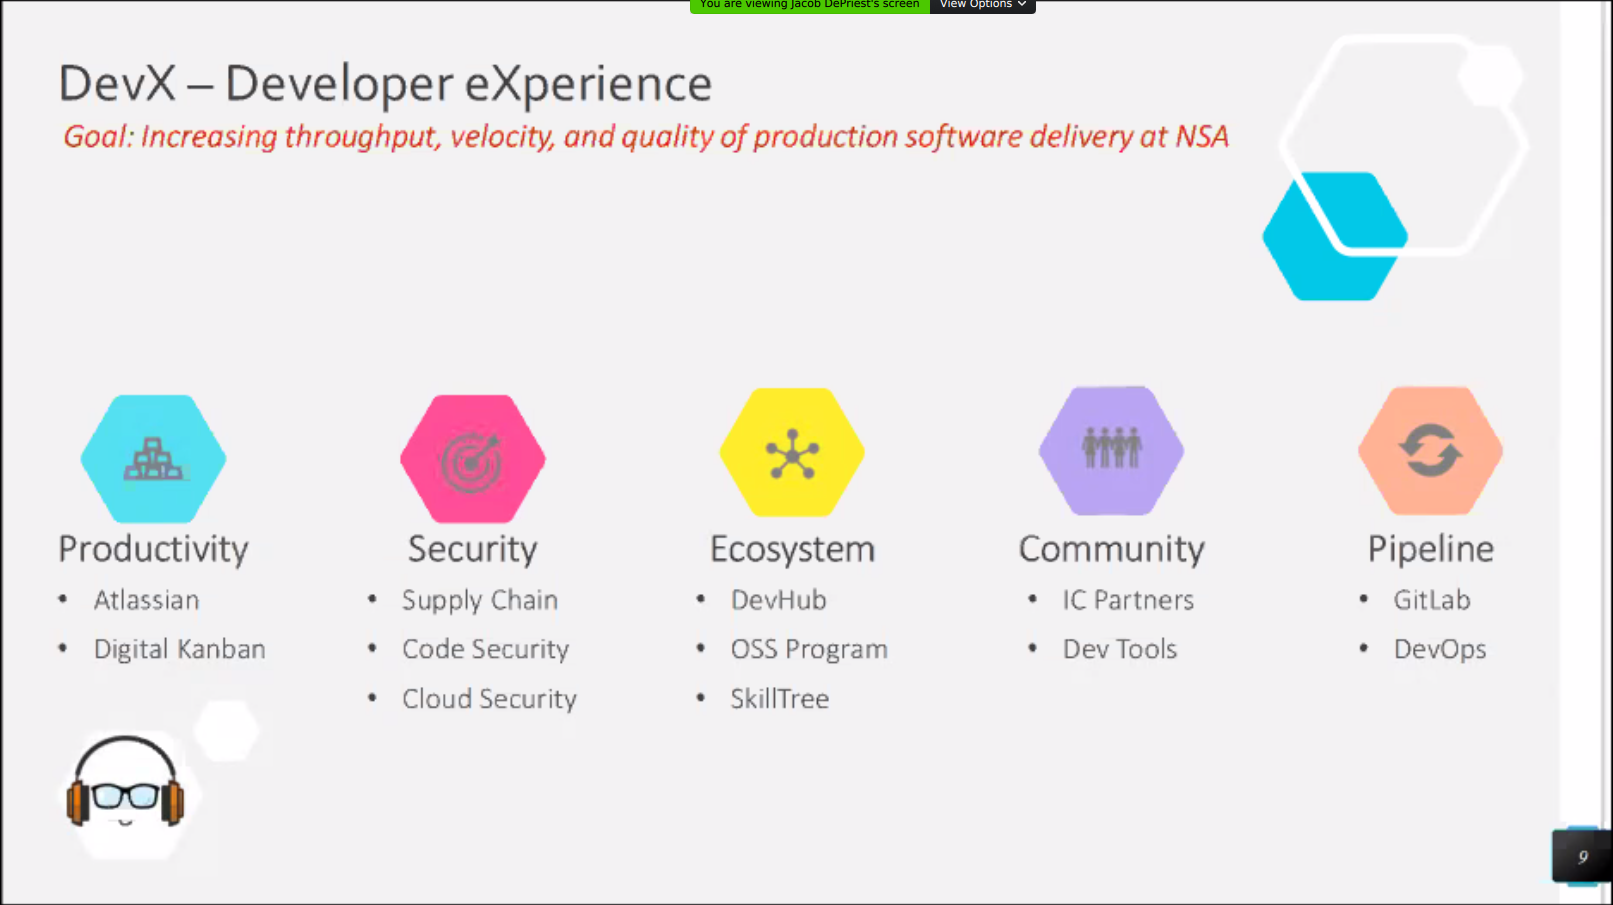 You are viewing Jacob DePriest's screen View Options
DevX – Developer eXperience
Goal: Increasing throughput, velocity, and quality of production software delivery at NSA
Productivity
• Atlassian
• Digital Kanban
Security
• Supply Chain
• Code Security
• Cloud Security
Ecosystem
• DevHub
• OSS Program
• SkillTree
Community
• IC Partners
• Dev Tools
Pipeline
• GitLab
• DevOps
9